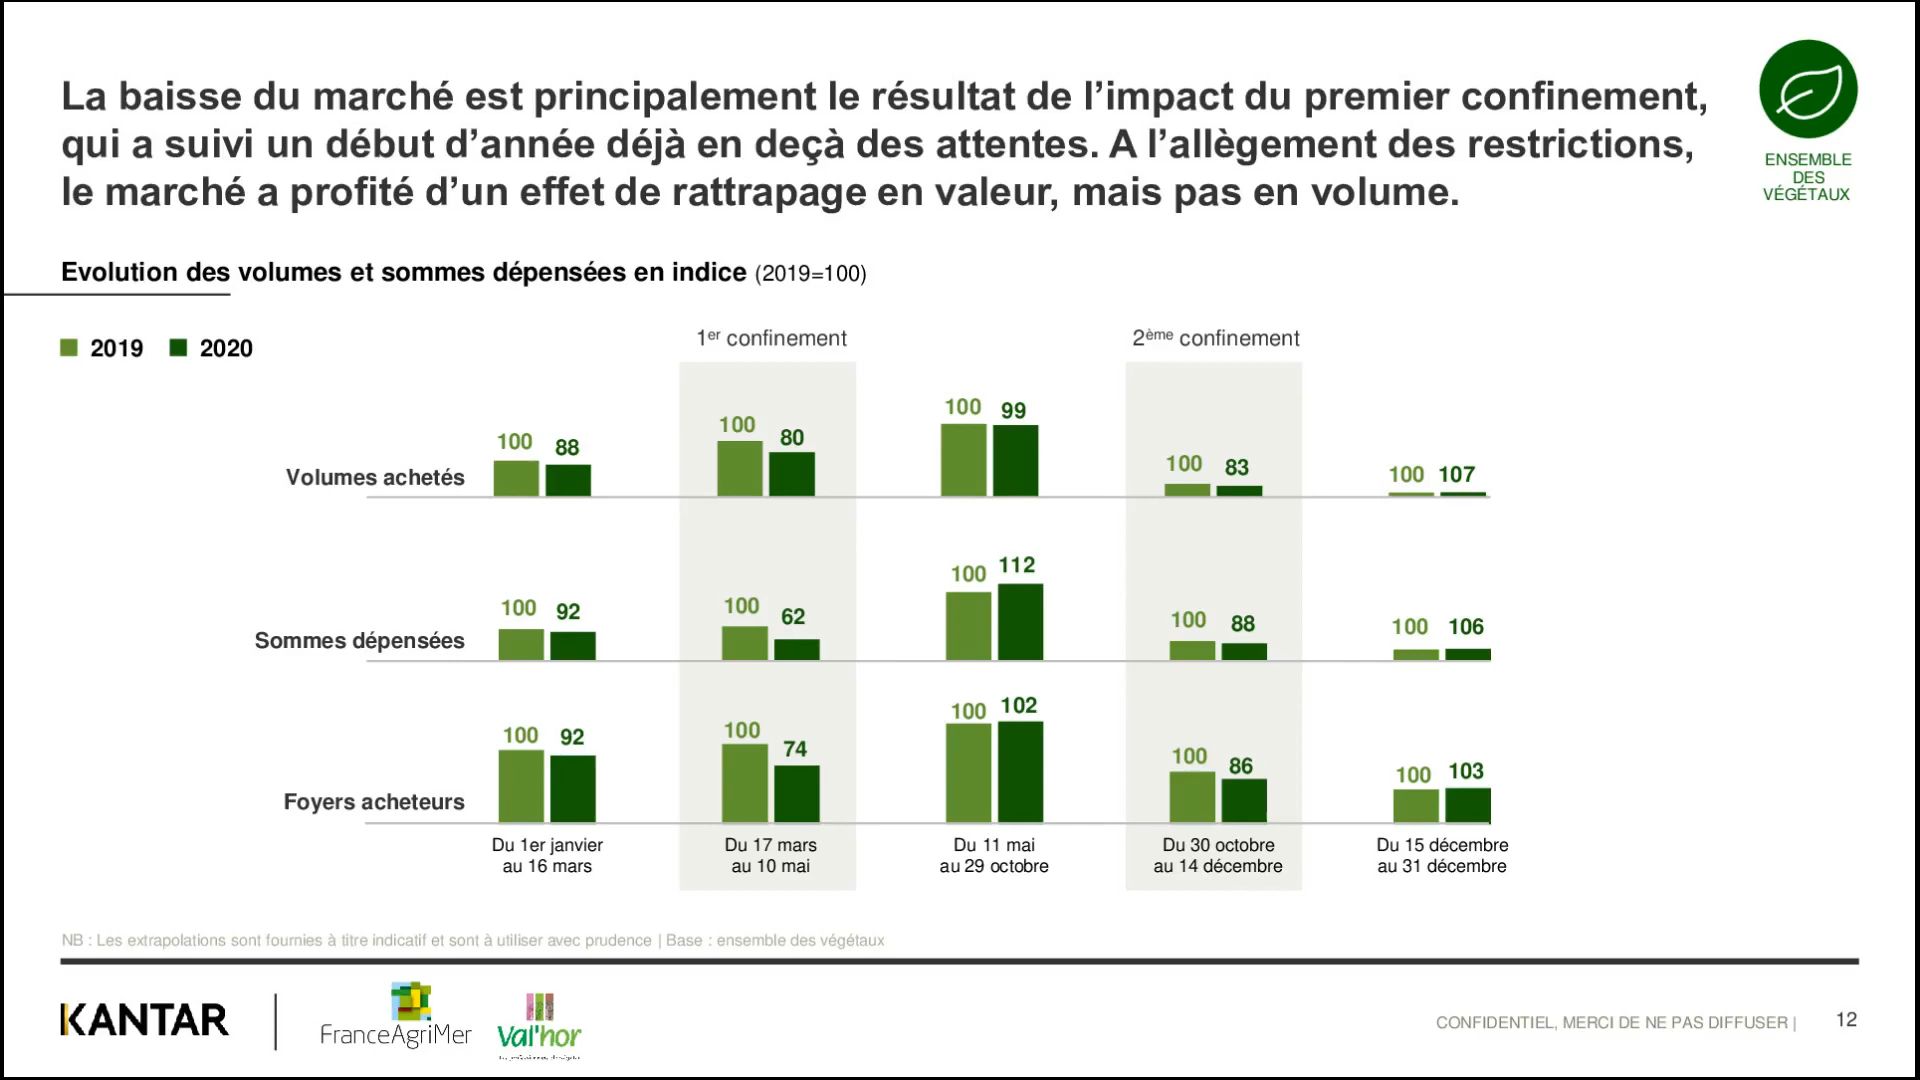 La baisse du marché est principalement le résultat de l’impact du premier confinement,
qui a suivi un début d’année déjà en deçà des attentes. A l’allègement des restrictions,
le marché a profité d’un effet de rattrapage en valeur, mais pas en volume.
ENSEMBLE
DES
VÉGÉTAUX
Evolution des volumes et sommes dépensées en indice (2019=100)
2019 2020
1er confinement
2ème confinement
Volumes achetés
100 88
100 80
100 99
100 83
100 107
Sommes dépensées
100 92
100 62
100 112
100 88
100 106
Foyers acheteurs
100 92
100 74
100 102
100 86
100 103
Du 1er janvier
au 16 mars
Du 17 mars
au 10 mai
Du 11 mai
au 29 octobre
Du 30 octobre
au 14 décembre
Du 15 décembre
au 31 décembre
NB : Les extrapolations sont fournies à titre indicatif et sont à utiliser avec prudence | Base : ensemble des végétaux
KANTAR
FranceAgriMer
Val'hor
CONFIDENTIEL, MERCI DE NE PAS DIFFUSER |
12